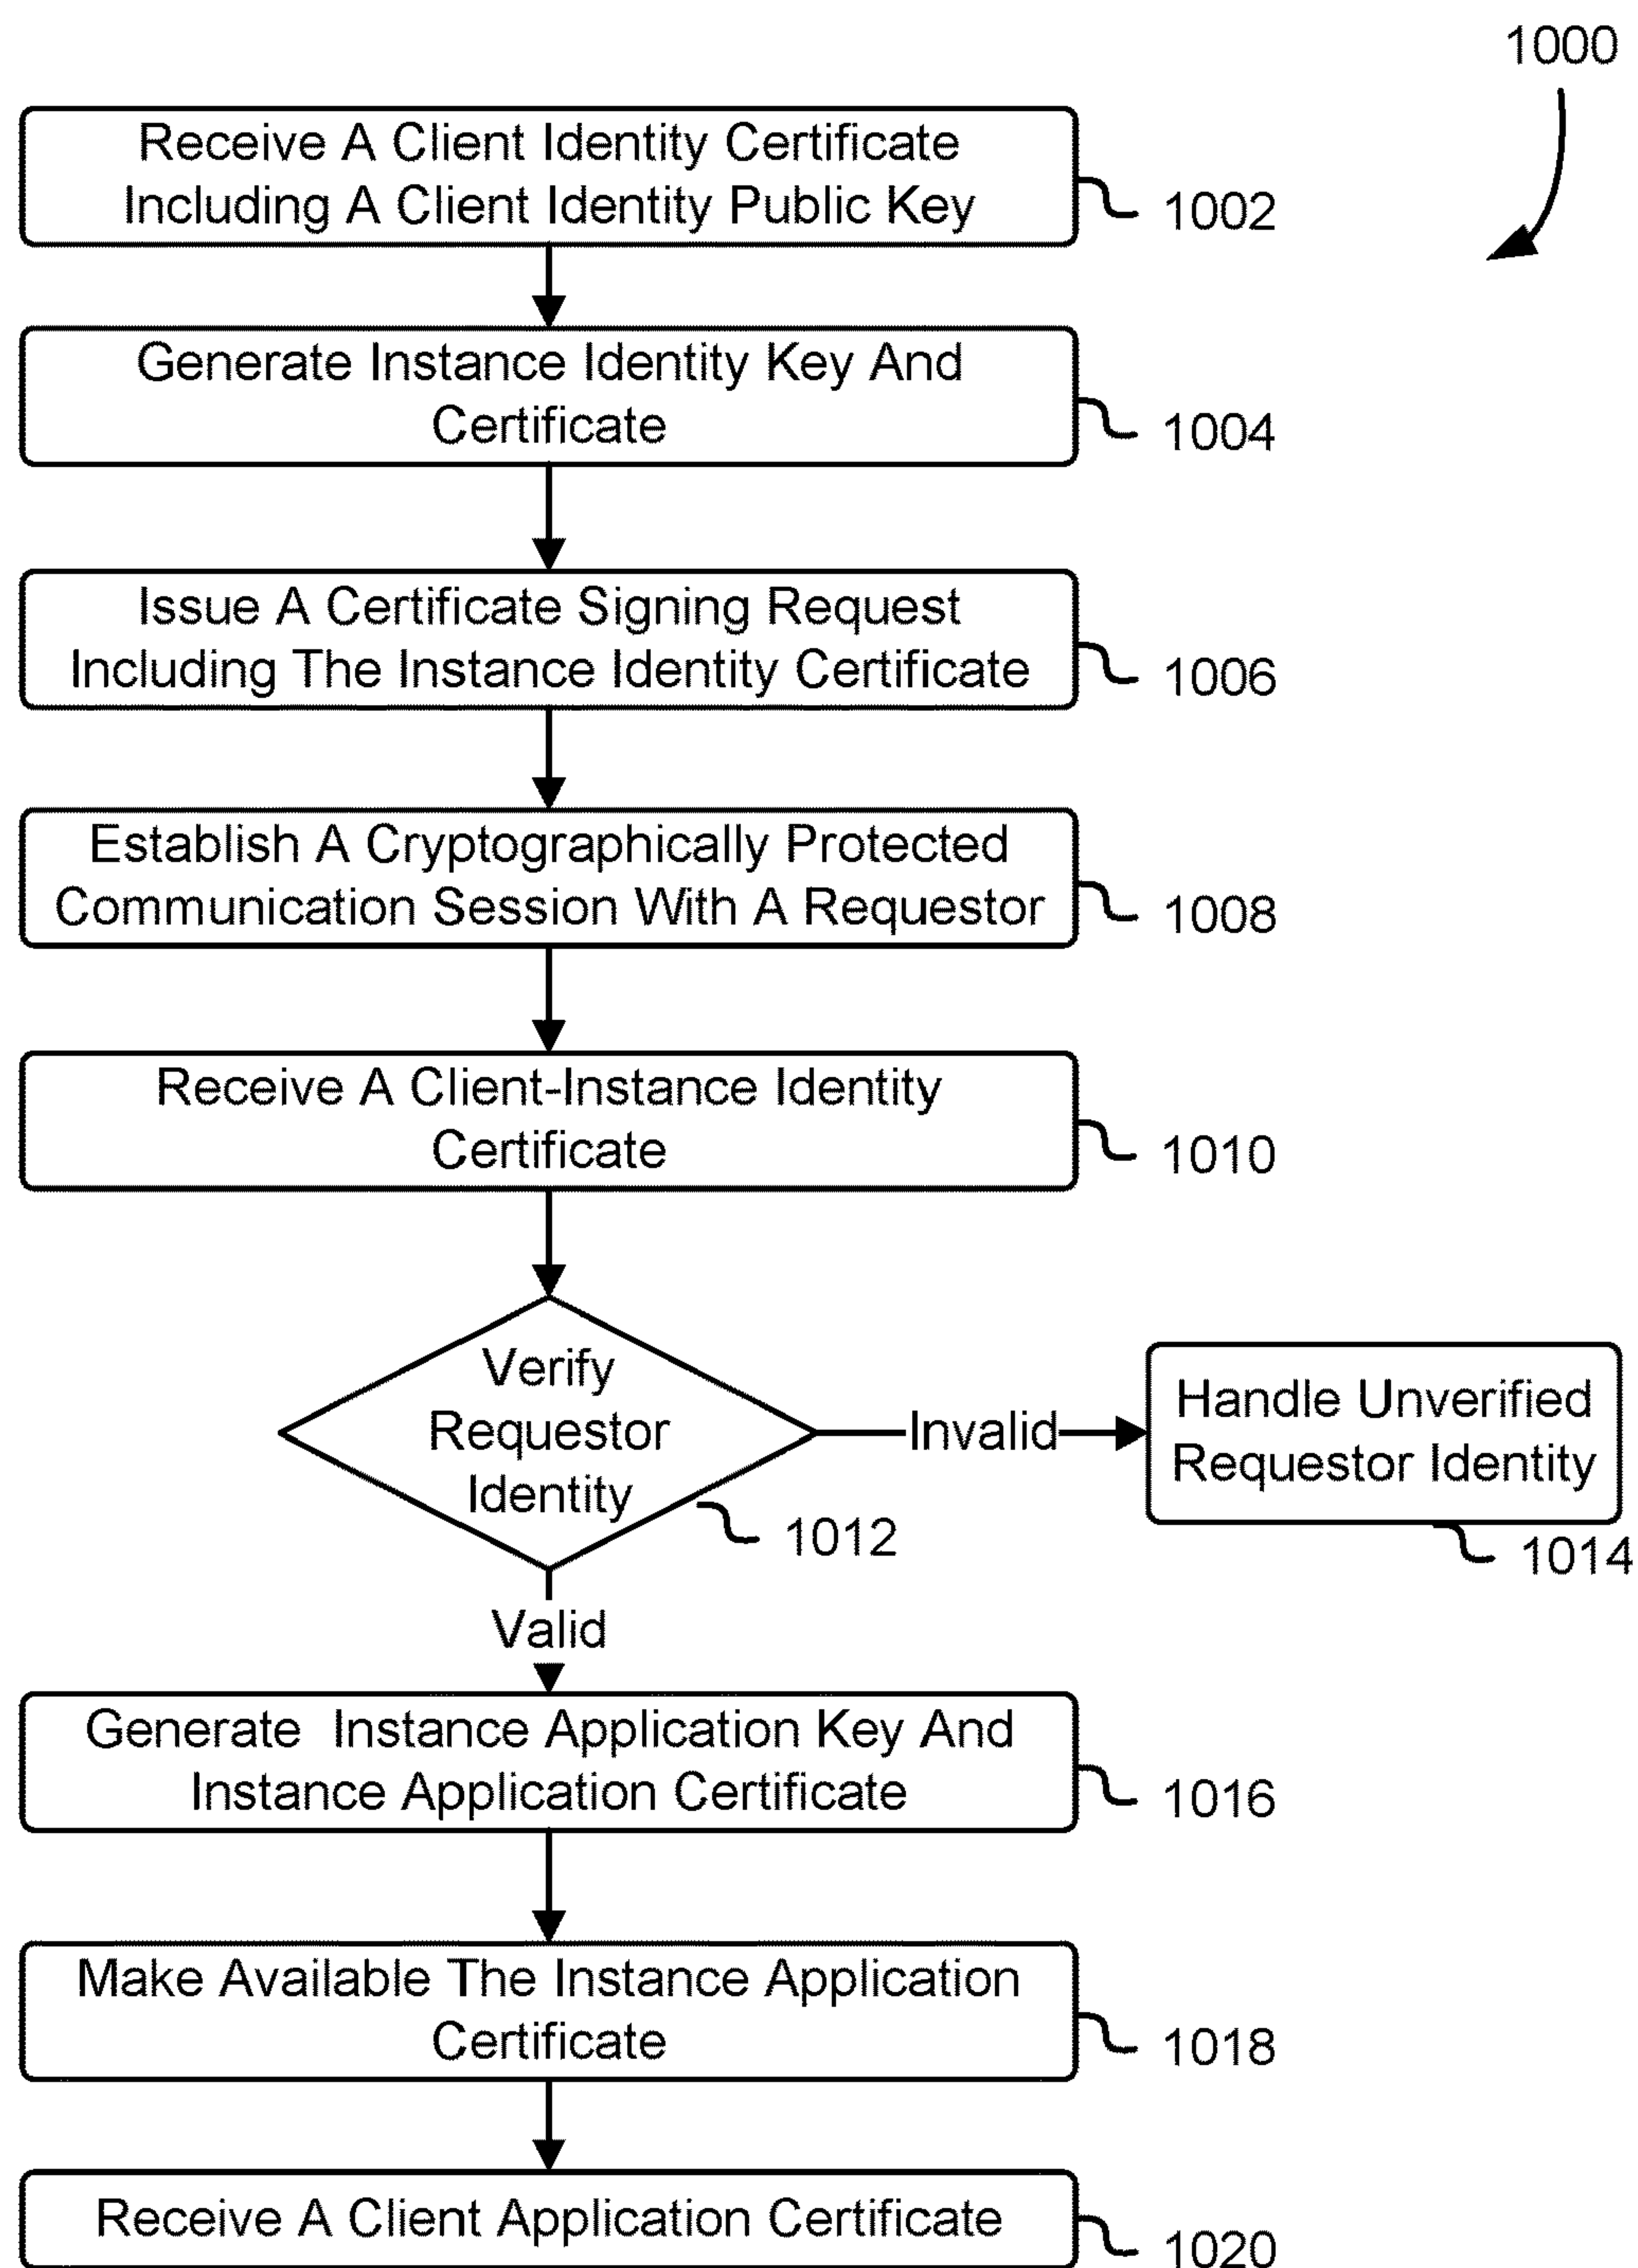 1000
Receive A Client Identity Certificate
Including A Client Identity Public Key
1002
Generate Instance Identity Key And
Certificate
1004
Issue A Certificate Signing Request
Including The Instance Identity Certificate
1006
Establish A Cryptographically Protected
Communication Session With A Requestor
1008
Receive A Client-Instance Identity
Certificate
1010
Verify
Requestor
Identity
1012
Invalid
Handle Unverified
Requestor Identity
1014
Valid
Generate Instance Application Key And
Instance Application Certificate
1016
Make Available The Instance Application
Certificate
1018
Receive A Client Application Certificate
1020